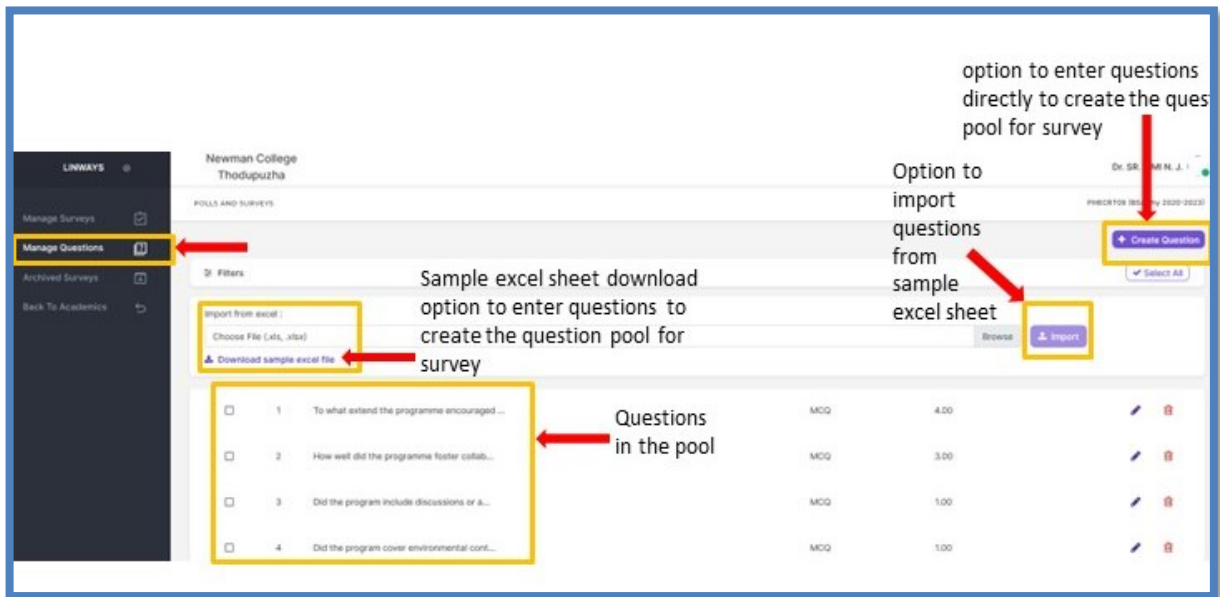 option to enter questions
directly to create the ques
pool for survey
LINWAYS
Newman College
Thodupuzha
Dr. SR.
N. J.
Option to
import
questions
from
sample
excel sheet
POLLS AND SURVEYS
2020-2023)
Manage Surveys
Manage Questions
Archived Surveys
Back To Academics
+ Create Question
Filters
Select All
Sample excel sheet download
option to enter questions to
create the question pool for
survey
Import from excel :
Choose File (.xls, .xlsx)
Browse
Import
Download sample excel file
1 To what extend the programme encouraged ... MCQ 4.00
Questions
in the pool
2 How well did the programme foster collab... MCQ 3.00
3 Did the program include discussions or a... MCQ 1.00
4 Did the program cover environmental cont... MCQ 1.00